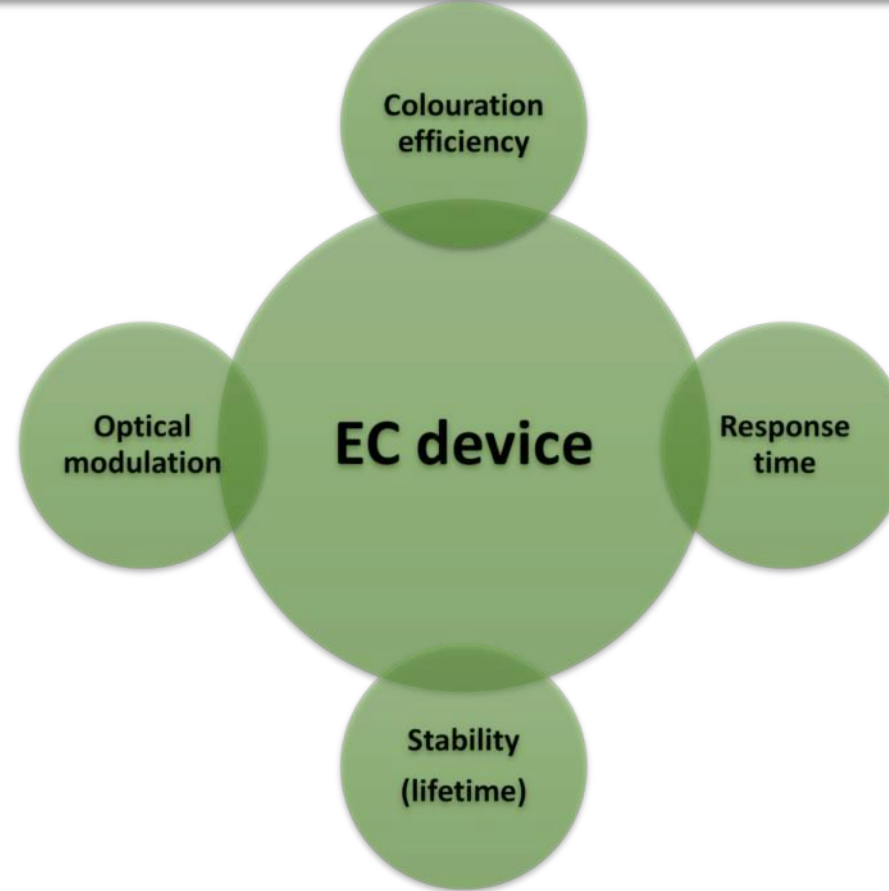 Colouration
efficiency
Optical
modulation
EC device
Response
time
Stability
(lifetime)